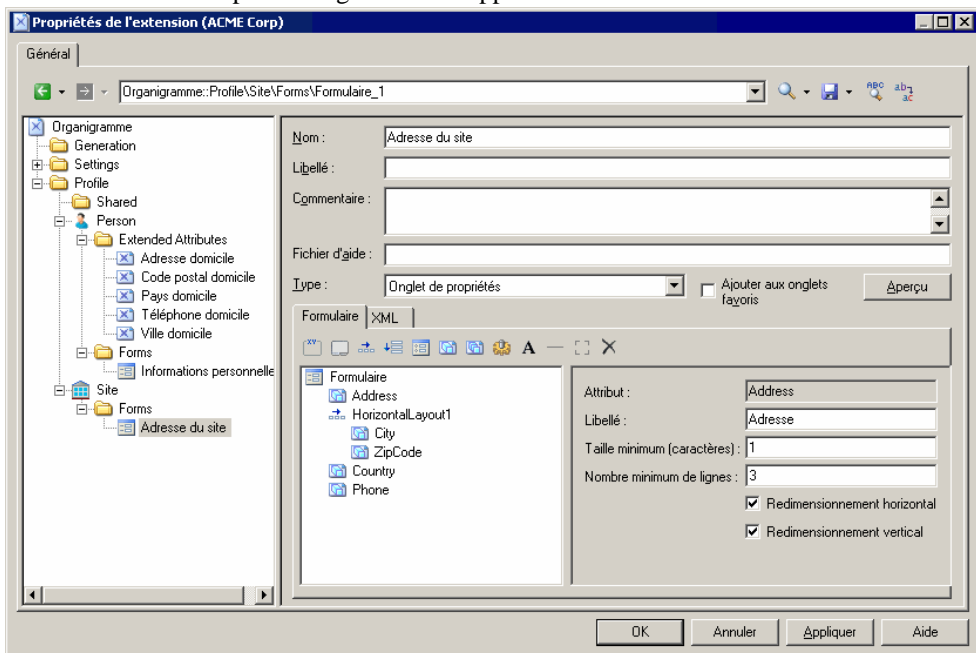 Propriétés de l'extension (ACME Corp)
Général
Organigramme::Profile\Site\Forms\Formulaire_1
ABC
ab
ac
Organigramme
Generation
Settings
Profile
Shared
Person
Extended Attributes
Adresse domicile
Code postal domicile
Pays domicile
Téléphone domicile
Ville domicile
Forms
Informations personnelle
Site
Forms
Adresse du site
Nom :
Adresse du site
Libellé :
Commentaire :
Fichier d'aide :
Type :
Onglet de propriétés
Ajouter aux onglets
favoris
Aperçu
Formulaire
XML
A
Formulaire
Address
HorizontalLayout1
City
ZipCode
Country
Phone
Attribut :
Address
Libellé :
Adresse
Taille minimum (caractères) :
1
Nombre minimum de lignes :
3
Redimensionnement horizontal
Redimensionnement vertical
OK
Annuler
Appliquer
Aide